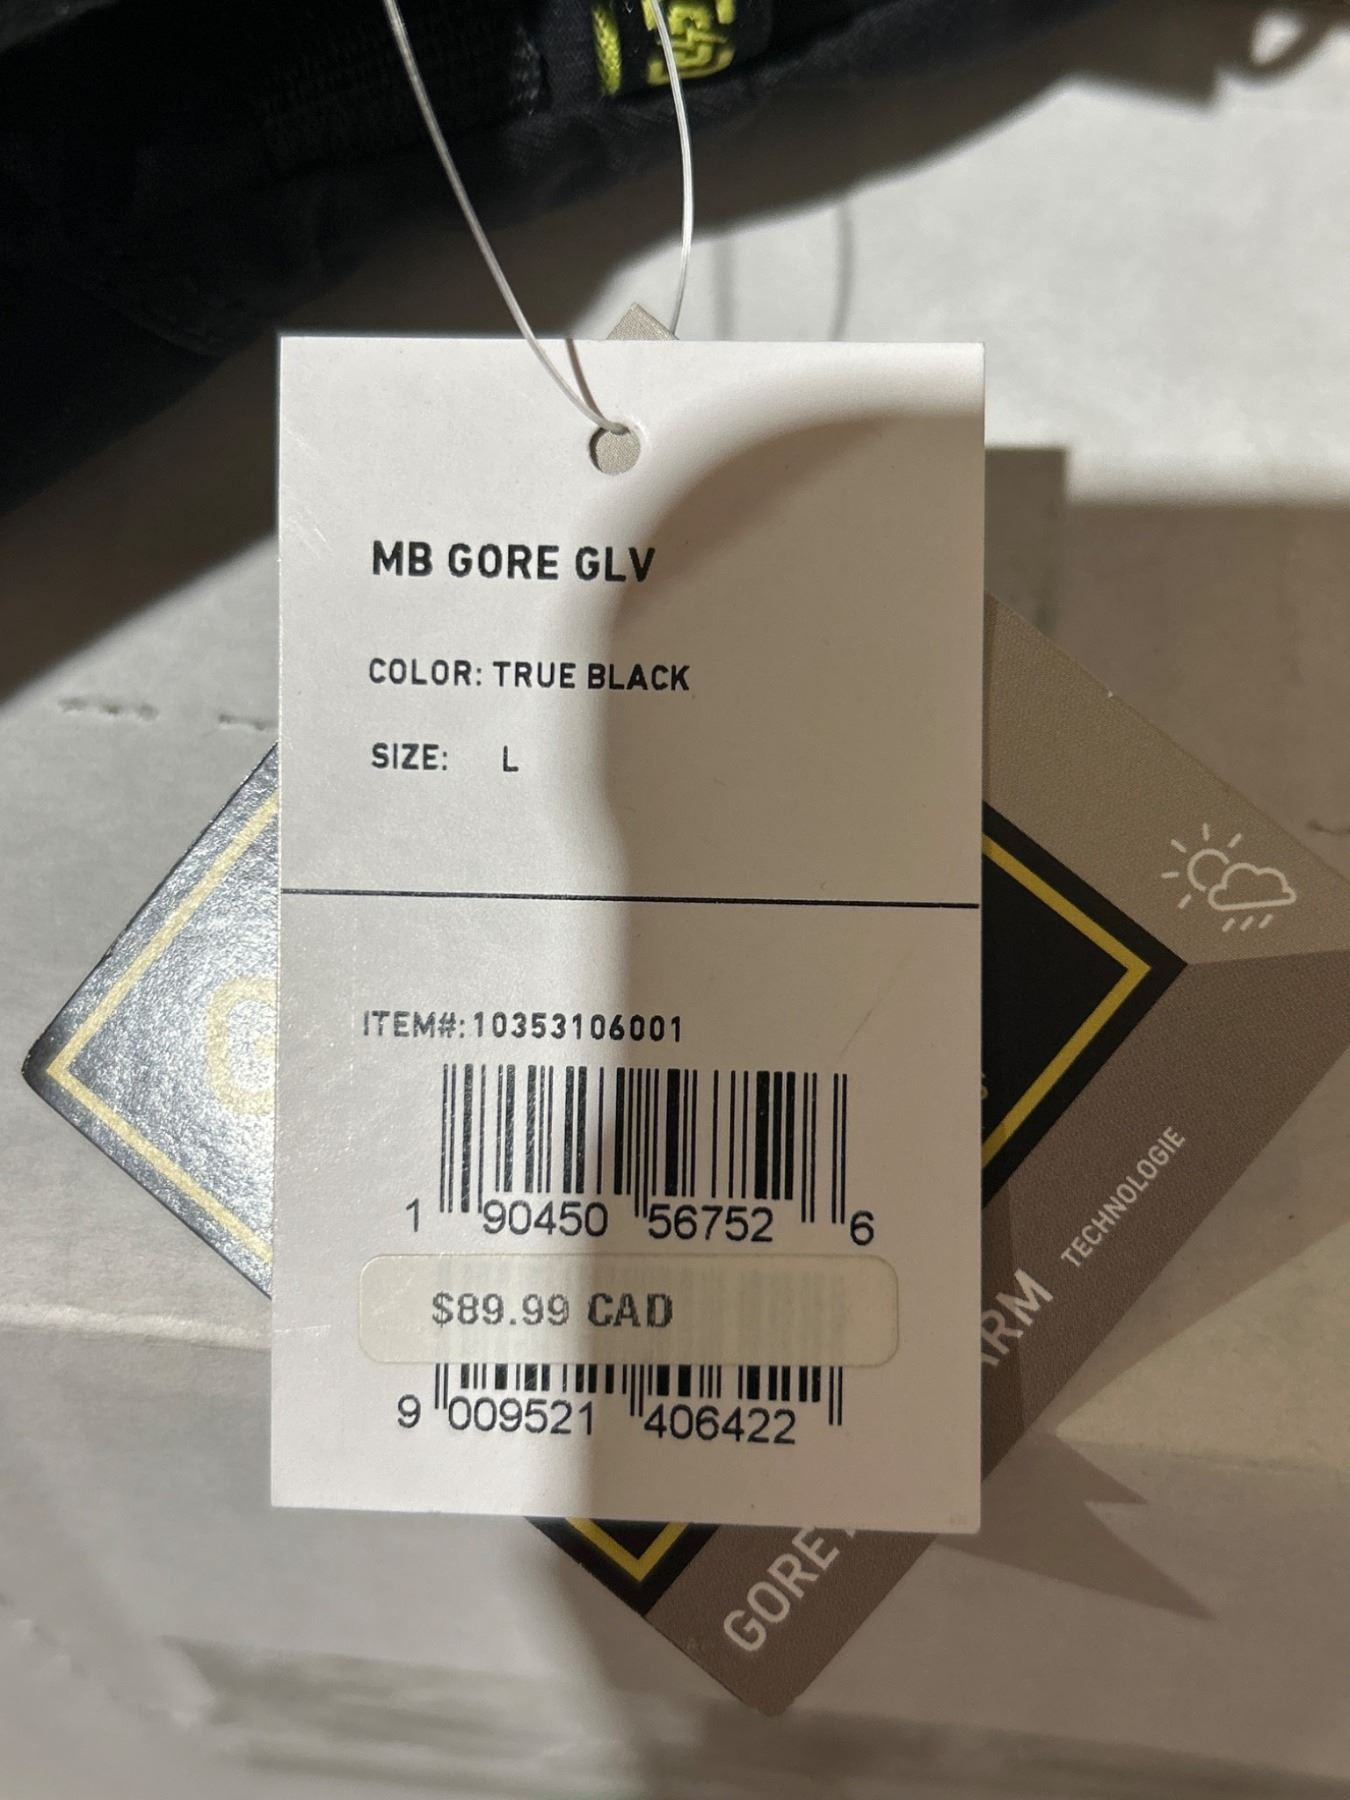 MB GORE GLV
COLOR: TRUE BLACK
SIZE: L
ITEM#:10353106001
1 90450 56752 6
$89.99 CAD
9 009521 406422
TECHNOLOGIE
GORE